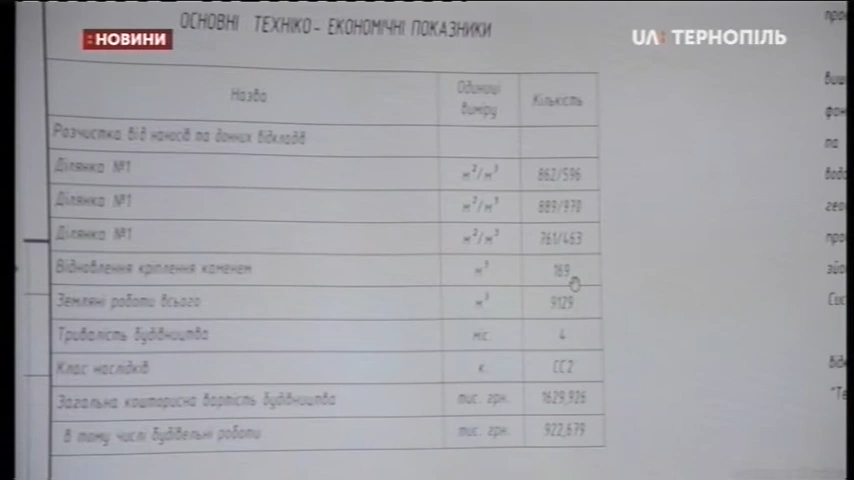 ОСНОВНІ ТЕХНІКО - ЕКОНОМІЧНІ ПОКАЗНИКИ
:НОВИНИ
UA: ТЕРНОПІЛЬ
Назва Одиниці виміру Кількість
Розчистка від наносів та донних відкладів
Ділянка №1 м²/м³ 862/596
Ділянка №1 м²/м³ 889/970
Ділянка №1 м²/м³ 761/463
Відновлення кріплення каменем м³ 169
Земляні роботи всього м³ 9129
Тривалість будівництва міс. 4
Клас наслідків к. СС2
Загальна кошторисна вартість будівництва тис. грн. 1629,926
в тому числі будівельні роботи тис. грн. 922,679